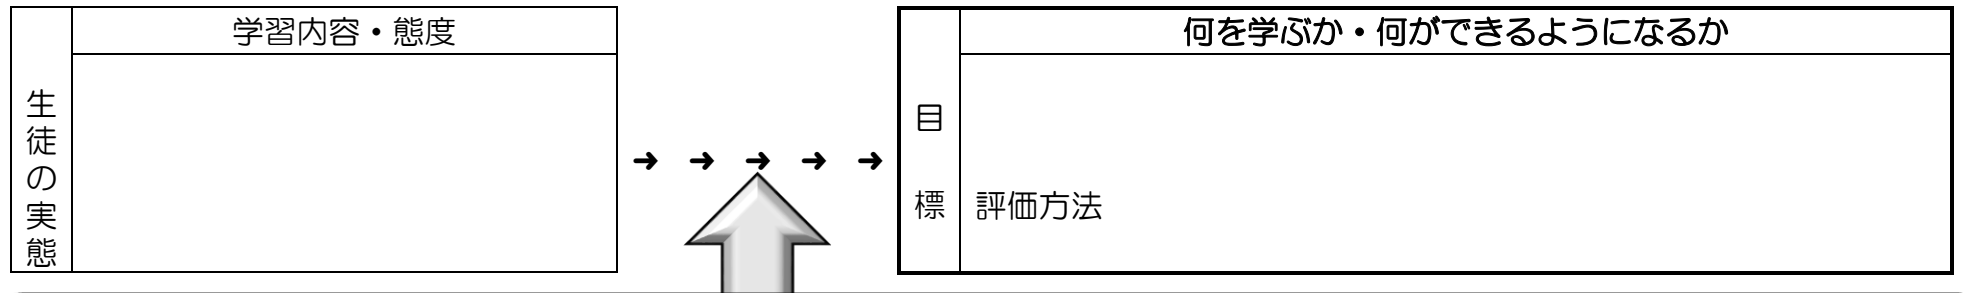 生徒の実態
学習内容・態度
➜ ➜ ➜ ➜ ➜
目標
何を学ぶか・何ができるようになるか
評価方法